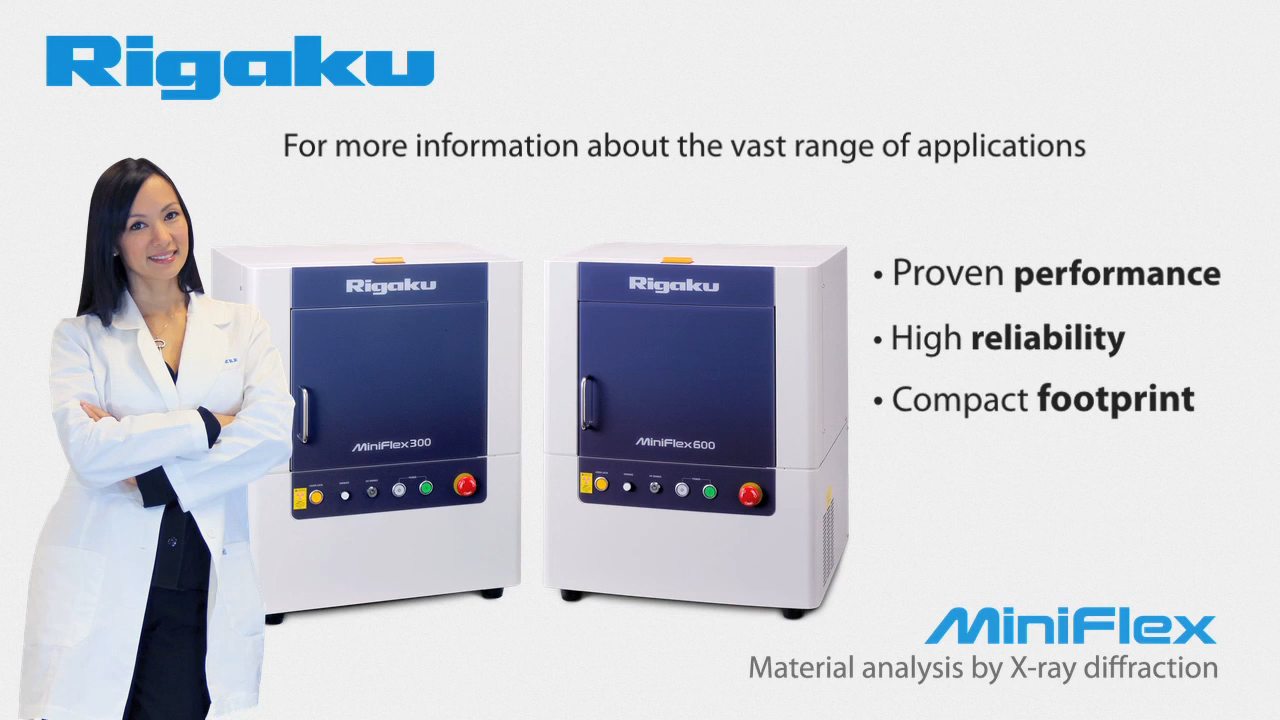 Rigaku
For more information about the vast range of applications
Rigaku
Rigaku
• Proven performance
• High reliability
• Compact footprint
MiniFlex300
MiniFlex600
MiniFlex
Material analysis by X-ray diffraction